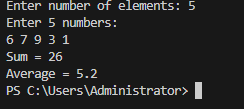 Enter number of elements: 5
Enter 5 numbers:
6 7 9 3 1
Sum = 26
Average = 5.2
PS C:\Users\Administrator>